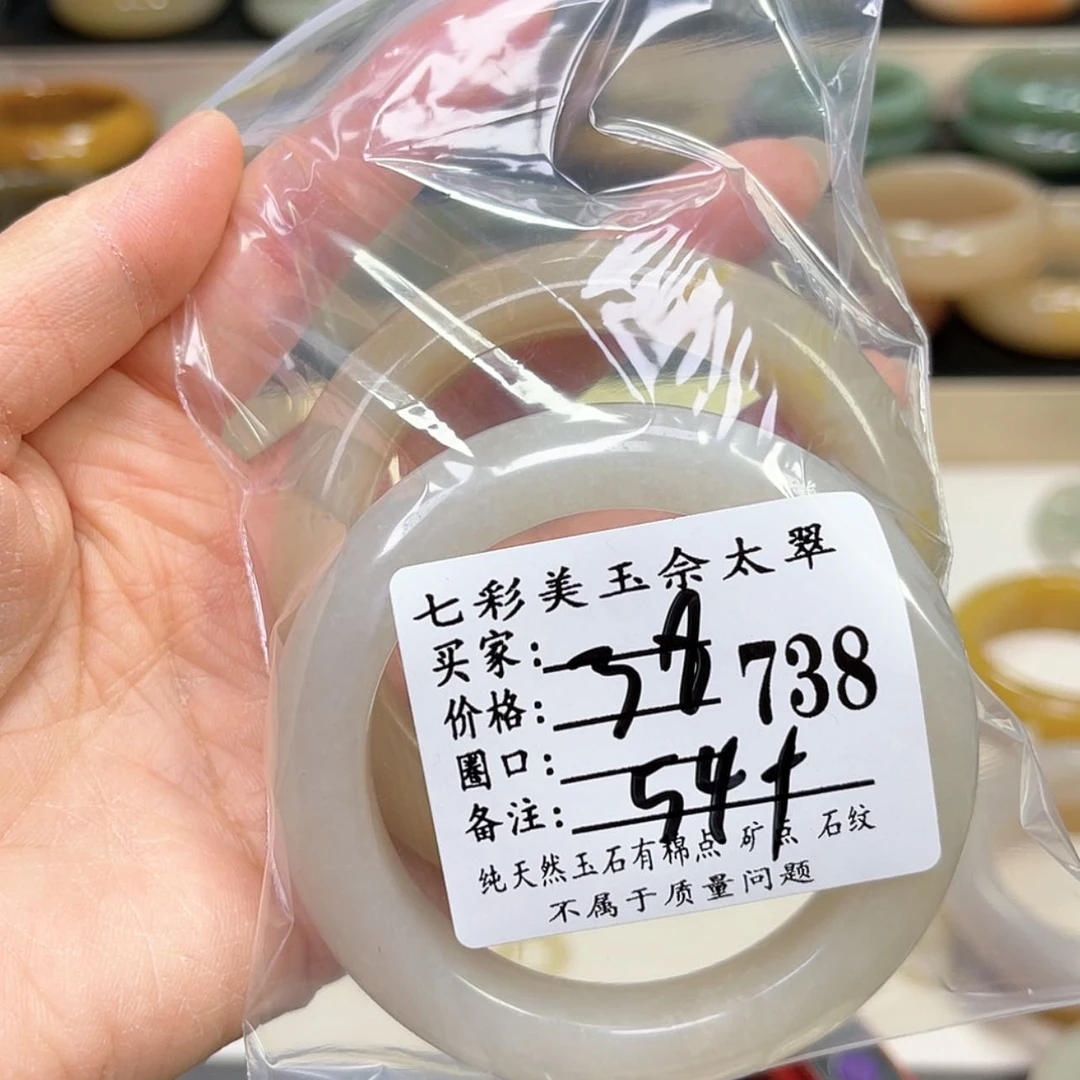 七彩美玉佘太翠
买家:
价格: 738
圈口: 54
备注:
纯天然玉石有棉点 矿点 石纹
不属于质量问题